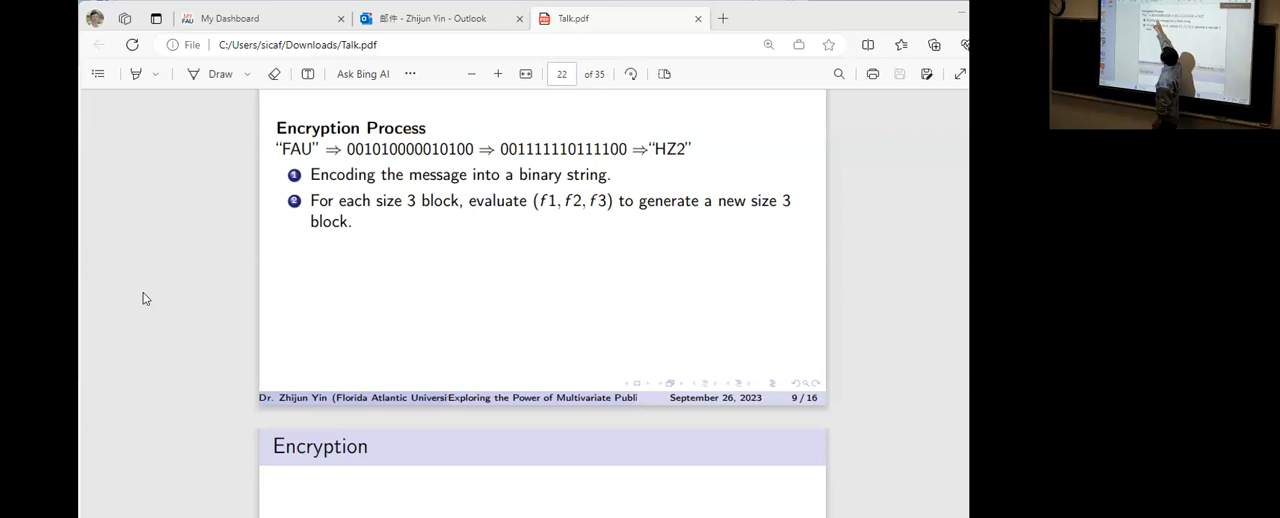 My Dashboard
邮件 - Zhijun Yin - Outlook
Talk.pdf
File
C:/Users/sicaf/Downloads/Talk.pdf
Draw
Ask Bing AI
22
of 35
Encryption Process
“FAU” ⇒ 001010000010100 ⇒ 001111110111100 ⇒“HZ2”
1 Encoding the message into a binary string.
2 For each size 3 block, evaluate (f1, f2, f3) to generate a new size 3
block.
Dr. Zhijun Yin (Florida Atlantic Universi Exploring the Power of Multivariate Publi
September 26, 2023
9 / 16
Encryption